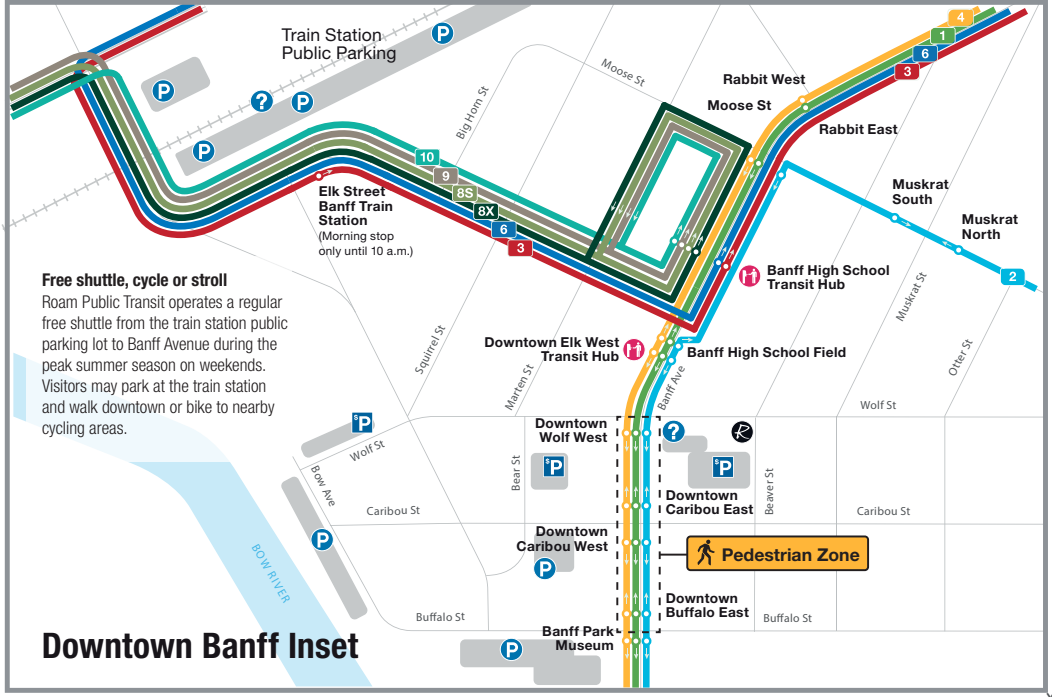 Train Station
Public Parking
P
P
?
P
P
Big Horn St
Moose St
4
1
6
3
Rabbit West
Moose St
Rabbit East
10
9
8S
8X
6
3
Elk Street
Banff Train
Station
(Morning stop
only until 10 a.m.)
Muskrat
South
Muskrat
North
2
Banff High School
Transit Hub
Muskrat St
Otter St
Free shuttle, cycle or stroll
Roam Public Transit operates a regular
free shuttle from the train station public
parking lot to Banff Avenue during the
peak summer season on weekends.
Visitors may park at the train station
and walk downtown or bike to nearby
cycling areas.
Squirrel St
Marten St
Downtown Elk West
Transit Hub
Banff High School Field
Banff Ave
Wolf St
$P
Wolf St
Downtown
Wolf West
?
R
Bow Ave
Bear St
$P
$P
Beaver St
Downtown
Caribou East
Caribou St
Caribou St
P
Downtown
Caribou West
P
Pedestrian Zone
BOW RIVER
Downtown
Buffalo East
Buffalo St
Buffalo St
Banff Park
Museum
P
Downtown Banff Inset